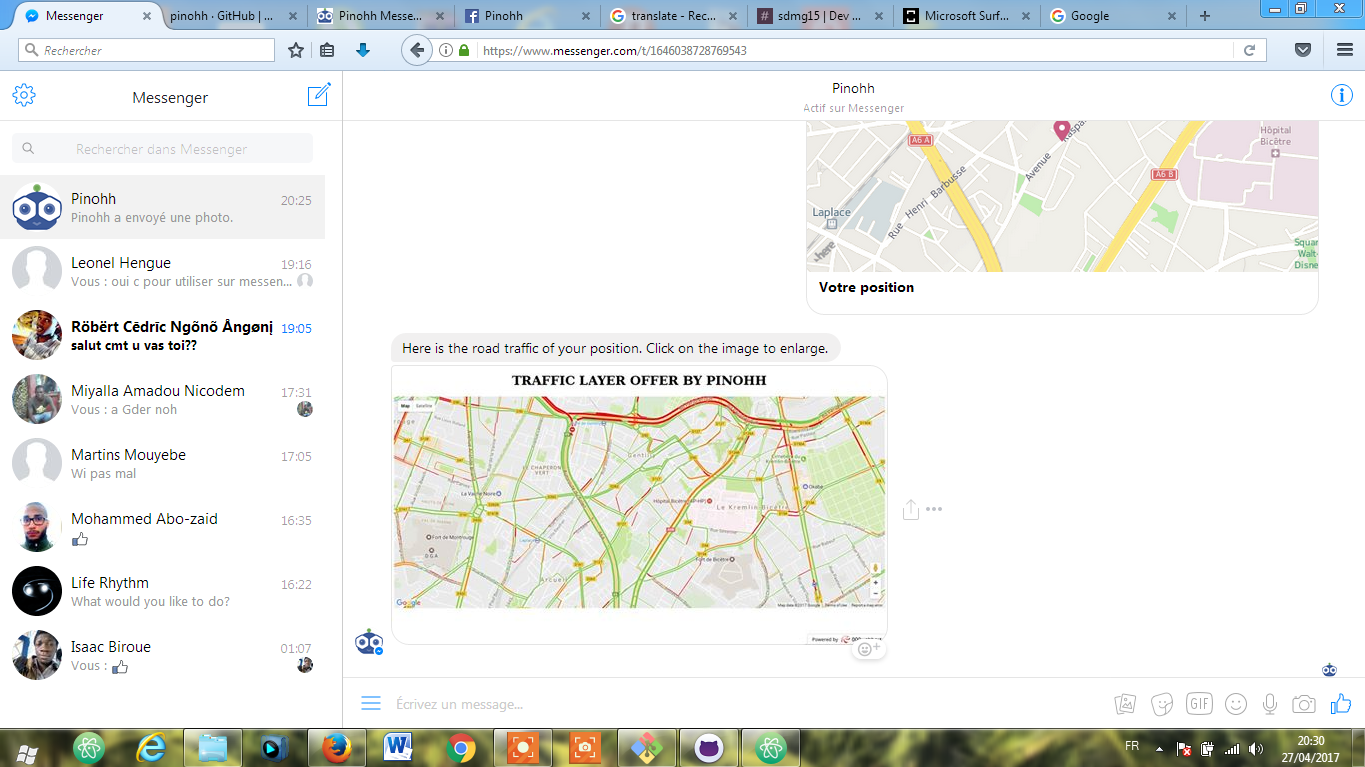 Messenger
pinohh · GitHub | ...
Pinohh Messe...
Pinohh
translate - Rec...
sdmg15 | Dev ...
Microsoft Surf...
Google
Rechercher
https://www.messenger.com/t/1646038728769543
Messenger
Rechercher dans Messenger
Pinohh 20:25
Pinohh a envoyé une photo.
Leonel Hengue 19:16
Vous : oui c pour utiliser sur messen...
Röbërt Cēdrīc Ngõnõ Ångønị 19:05
salut cmt u vas toi??
Miyalla Amadou Nicodem 17:31
Vous : a Gder noh
Martins Mouyebe 17:05
Wi pas mal
Mohammed Abo-zaid 16:35
Life Rhythm 16:22
What would you like to do?
Isaac Biroue 01:07
Vous :
Pinohh
Actif sur Messenger
A6 A
Avenue
Raspa
Hôpital
Bicêtre
A6 B
Rue Henri Barbusse
Laplace
here
Squar
Walt-
Disne
Votre position
Here is the road traffic of your position. Click on the image to enlarge.
TRAFFIC LAYER OFFER BY PINOHH
Map Satellite
Gentilly
LE CHAPERON
VERT
La Vache Noire
Hôpital Bicêtre (AP-HP)
Okabé
Le Kremlin-Bicêtre
Fort de Montrouge
DGA
Laplace
Fort de Bicêtre
Arcueil
Google
Map data ©2017 Google Terms of Use Report a map error
Powered by
Écrivez un message...
GIF
FR
20:30
27/04/2017